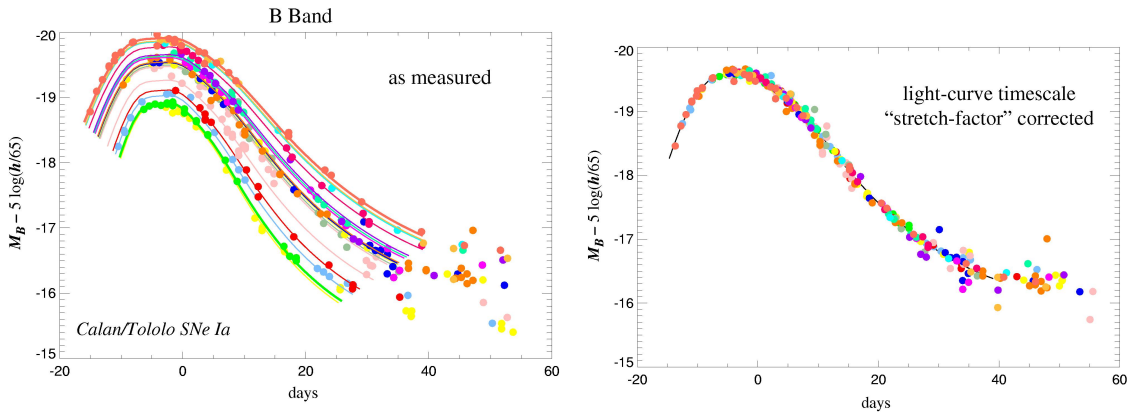 B Band
-20
-19
-18
-17
-16
-15
M_B – 5 log(h/65)
as measured
Calan/Tololo SNe Ia
-20 0 20 40 60
days
-20
-19
-18
-17
-16
-15
M_B – 5 log(h/65)
light-curve timescale
“stretch-factor” corrected
-20 0 20 40 60
days